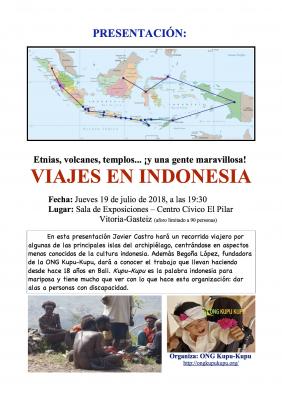 PRESENTACIÓN:
Etnias, volcanes, templos... ¡y una gente maravillosa!
VIAJES EN INDONESIA
Fecha: Jueves 19 de julio de 2018, a las 19:30
Lugar: Sala de Exposiciones – Centro Cívico El Pilar
Vitoria-Gasteiz (aforo limitado a 90 personas)
En esta presentación Javier Castro hará un recorrido viajero por
algunas de las principales islas del archipiélago, centrándose en aspectos
menos conocidos de la cultura indonesia. Además Begoña López, fundadora
de la ONG Kupu-Kupu, dará a conocer el trabajo que llevan haciendo
desde hace 18 años en Bali. Kupu-Kupu es la palabra indonesia para
mariposa y tiene mucho que ver con lo que hace esta organización: dar
alas a personas con discapacidad.
Organiza: ONG Kupu-Kupu
http://ongkupukupu.org/